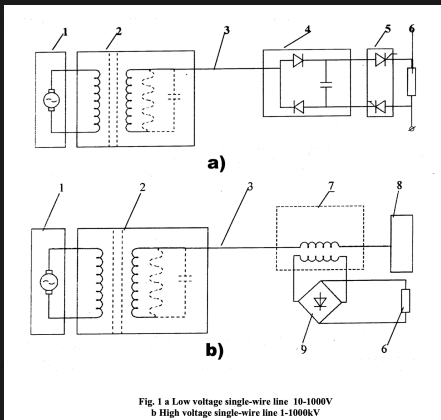 1 2 3 4 5 6
a)
1 2 3 7 8
9 6
b)
Fig. 1 a Low voltage single-wire line 10-1000V
b High voltage single-wire line 1-1000kV